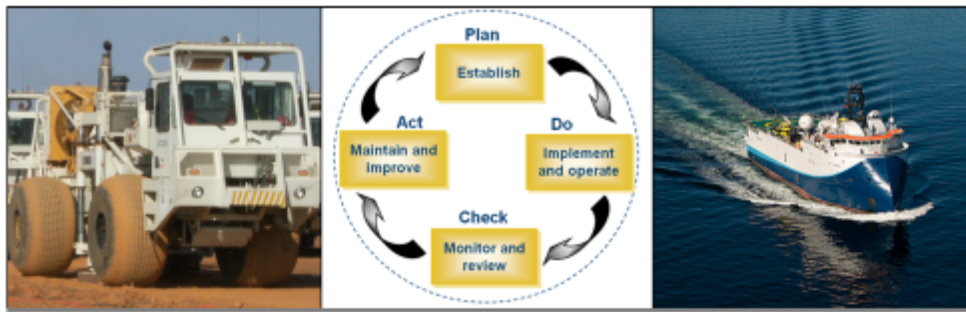 Plan
Establish
Do
Implement
and operate
Check
Monitor and
review
Act
Maintain and
improve